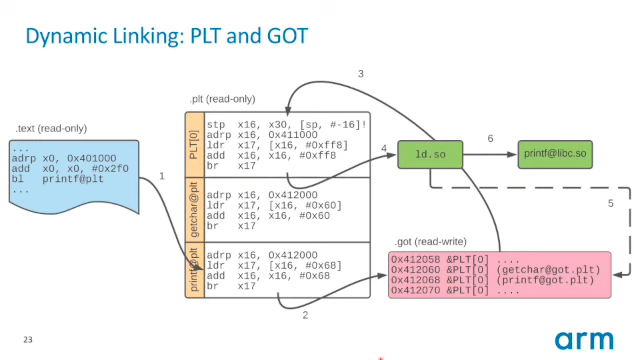 Dynamic Linking: PLT and GOT
3
.plt (read-only)
.text (read-only)
...
adrp x0, 0x401000
add x0, x0, #0x2f0
bl printf@plt
...
1
PLT[0]
stp x16, x30, [sp, #-16]!
adrp x16, 0x411000
ldr x17, [x16, #0xff8]
add x16, x16, #0xff8
br x17
4
ld.so
6
printf@libc.so
getchar@plt
adrp x16, 0x412000
ldr x17, [x16, #0x60]
add x16, x16, #0x60
br x17
5
printf@plt
adrp x16, 0x412000
ldr x17, [x16, #0x68]
add x16, x16, #0x68
br x17
2
.got (read-write)
0x412058 &PLT[0] ....
0x412060 &PLT[0] (getchar@got.plt)
0x412068 &PLT[0] (printf@got.plt)
0x412070 &PLT[0] ....
23
arm